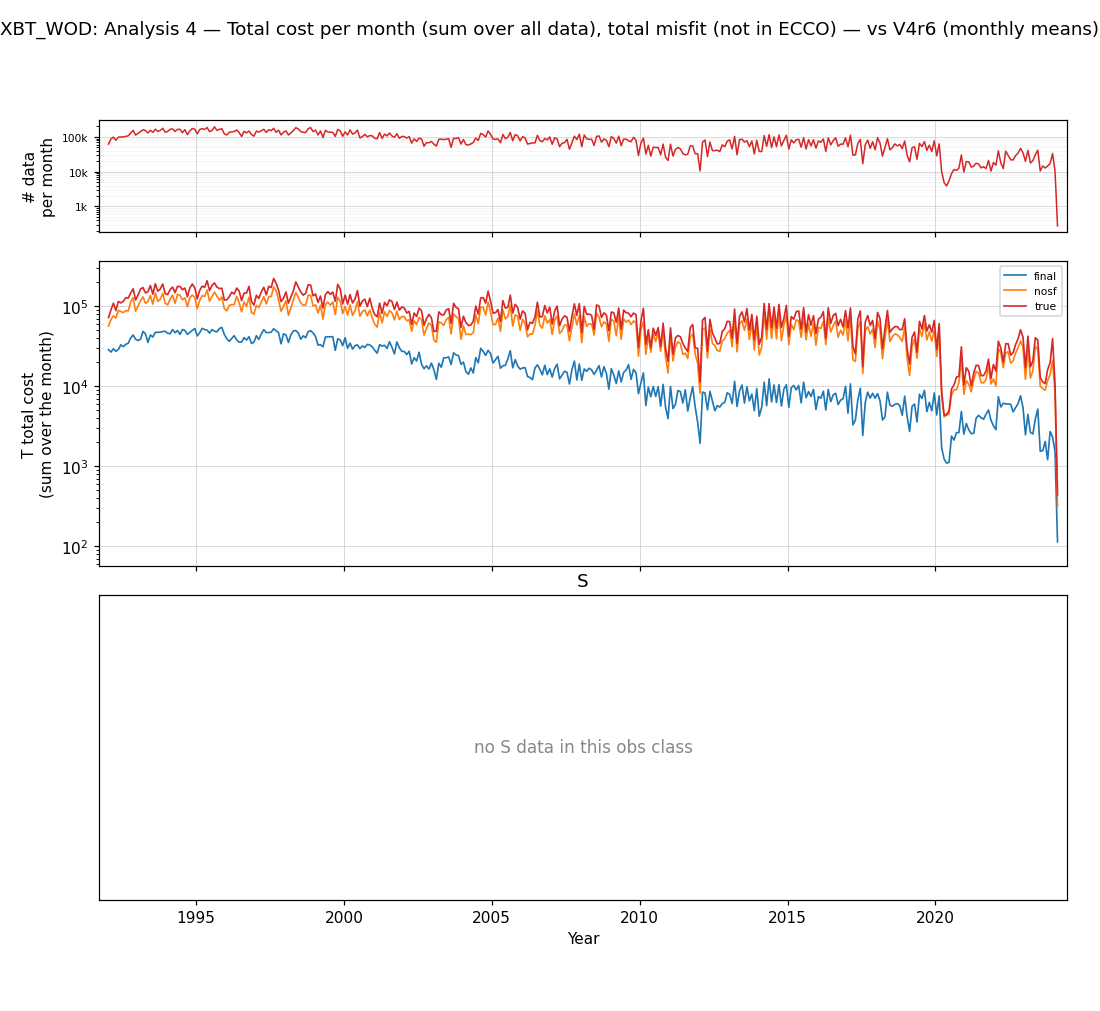 XBT_WOD: Analysis 4 — Total cost per month (sum over all data), total misfit (not in ECCO) — vs V4r6 (monthly means)
# data
per month
100k
10k
1k
T total cost
(sum over the month)
10^5
10^4
10^3
10^2
final
nosf
true
S
no S data in this obs class
1995 2000 2005 2010 2015 2020
Year